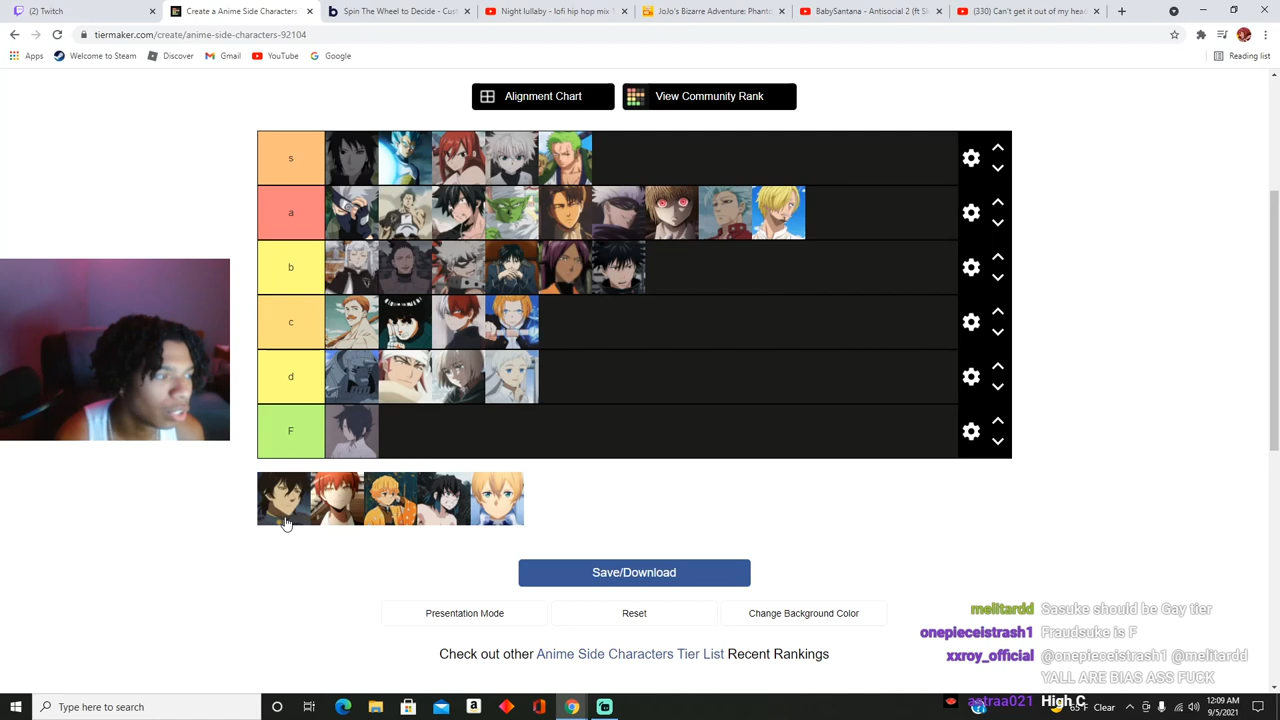 (2) Twitch
Create a Anime Side Characters
Spin The Wheel to Decide - Cust
Night lullaby - lofi hip hop mix
JoJo's Bizarre Adventure: Phanto
BabySantana - Antisocial 2 (ft Sl
(330) Can't get it out of my hea
tiermaker.com/create/anime-side-characters-92104
Apps
Welcome to Steam
Discover
Gmail
YouTube
Google
Reading list
Alignment Chart
View Community Rank
s
a
b
c
d
F
Save/Download
Presentation Mode
Reset
Change Background Color
Check out other Anime Side Characters Tier List Recent Rankings
melitardd Sasuke should be Gay tier
onepieceistrash1 Fraudsuke is F
xxroy_official @onepieceistrash1 @melitardd
YALL ARE BIAS ASS FUCK
astraa021 High C
Type here to search
Clear
12:09 AM
9/5/2021